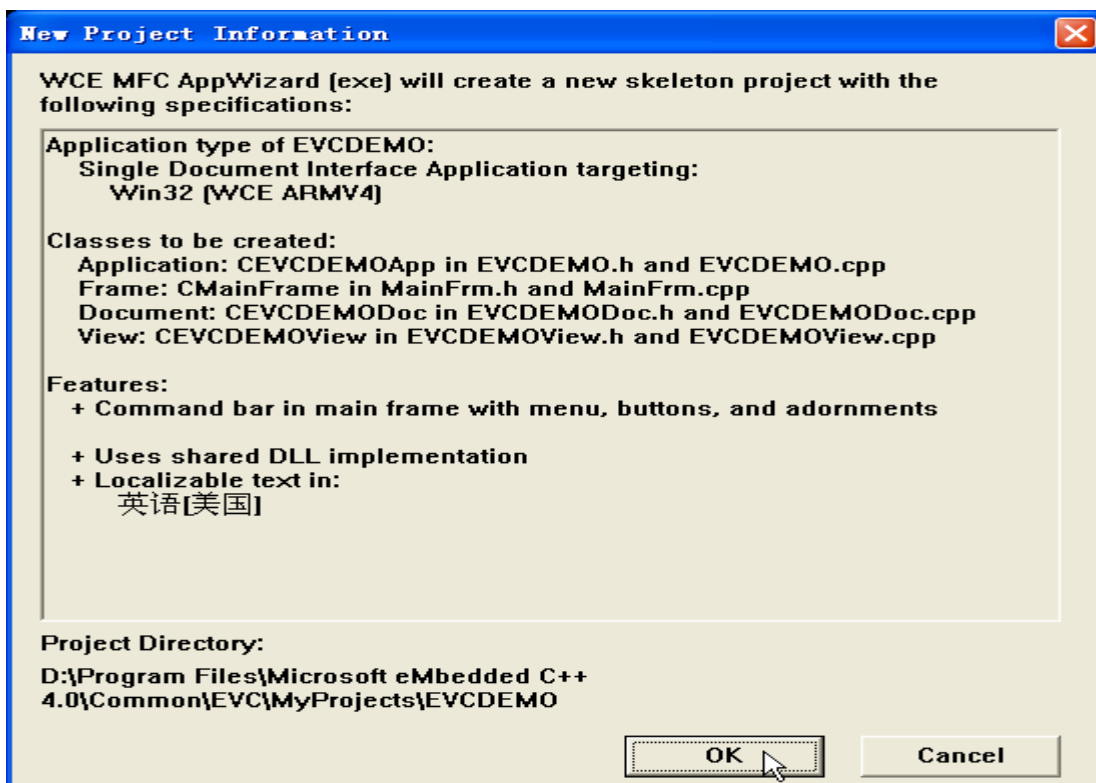 New Project Information
WCE MFC AppWizard (exe) will create a new skeleton project with the
following specifications:
Application type of EVCDEMO:
Single Document Interface Application targeting:
Win32 (WCE ARMV4)
Classes to be created:
Application: CEVCDEMOApp in EVCDEMO.h and EVCDEMO.cpp
Frame: CMainFrame in MainFrm.h and MainFrm.cpp
Document: CEVCDEMODoc in EVCDEMODoc.h and EVCDEMODoc.cpp
View: CEVCDEMOView in EVCDEMOView.h and EVCDEMOView.cpp
Features:
+ Command bar in main frame with menu, buttons, and adornments
+ Uses shared DLL implementation
+ Localizable text in:
英语[美国]
Project Directory:
D:\Program Files\Microsoft eMbedded C++
4.0\Common\EVC\MyProjects\EVCDEMO
OK Cancel